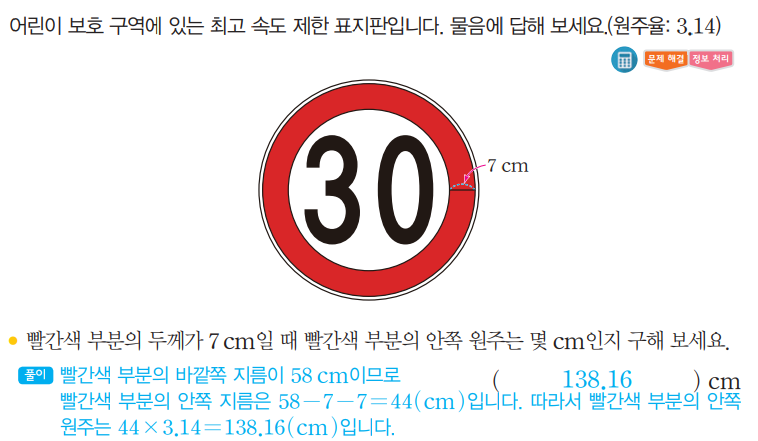 어린이 보호 구역에 있는 최고 속도 제한 표지판입니다. 물음에 답해 보세요.(원주율: 3.14)
문제 해결 정보 처리
30
7 cm
빨간색 부분의 두께가 7 cm일 때 빨간색 부분의 안쪽 원주는 몇 cm인지 구해 보세요.
풀이 빨간색 부분의 바깥쪽 지름이 58 cm이므로
( 138.16 ) cm
빨간색 부분의 안쪽 지름은 58-7-7=44(cm)입니다. 따라서 빨간색 부분의 안쪽
원주는 44×3.14=138.16(cm)입니다.